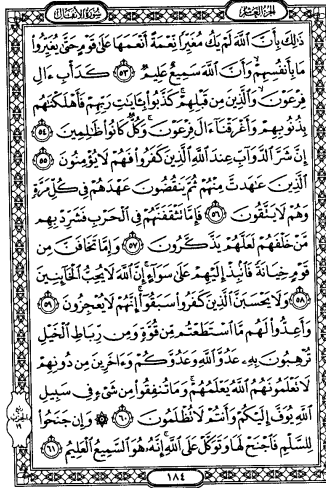 الجزء العاشر
سورة الأنفال
ذَٰلِكَ بِأَنَّ ٱللَّهَ لَمْ يَكُ مُغَيِّرًا نِّعْمَةً أَنْعَمَهَا عَلَىٰ قَوْمٍ حَتَّىٰ يُغَيِّرُوا۟
مَا بِأَنفُسِهِمْ وَأَنَّ ٱللَّهَ سَمِيعٌ عَلِيمٌ ٥٣ كَدَأْبِ ءَالِ
فِرْعَوْنَ وَٱلَّذِينَ مِن قَبْلِهِمْ كَذَّبُوا۟ بِـَٔايَـٰتِ رَبِّهِمْ فَأَهْلَكْنَـٰهُم
بِذُنُوبِهِمْ وَأَغْرَقْنَآ ءَالَ فِرْعَوْنَ وَكُلٌّ كَانُوا۟ ظَـٰلِمِينَ ٥٤
إِنَّ شَرَّ ٱلدَّوَآبِّ عِندَ ٱللَّهِ ٱلَّذِينَ كَفَرُوا۟ فَهُمْ لَا يُؤْمِنُونَ ٥٥
ٱلَّذِينَ عَـٰهَدتَّ مِنْهُمْ ثُمَّ يَنقُضُونَ عَهْدَهُمْ فِى كُلِّ مَرَّةٍ
وَهُمْ لَا يَتَّقُونَ ٥٦ فَإِمَّا تَثْقَفَنَّهُمْ فِى ٱلْحَرْبِ فَشَرِّدْ بِهِم
مَّنْ خَلْفَهُمْ لَعَلَّهُمْ يَذَّكَّرُونَ ٥٧ وَإِمَّا تَخَافَنَّ مِن
قَوْمٍ خِيَانَةً فَٱنۢبِذْ إِلَيْهِمْ عَلَىٰ سَوَآءٍ إِنَّ ٱللَّهَ لَا يُحِبُّ ٱلْخَآئِنِينَ
٥٨ وَلَا يَحْسَبَنَّ ٱلَّذِينَ كَفَرُوا۟ سَبَقُوٓا۟ إِنَّهُمْ لَا يُعْجِزُونَ ٥٩
وَأَعِدُّوا۟ لَهُم مَّا ٱسْتَطَعْتُم مِّن قُوَّةٍ وَمِن رِّبَاطِ ٱلْخَيْلِ
تُرْهِبُونَ بِهِۦ عَدُوَّ ٱللَّهِ وَعَدُوَّكُمْ وَءَاخَرِينَ مِن دُونِهِمْ
لَا تَعْلَمُونَهُمُ ٱللَّهُ يَعْلَمُهُمْ وَمَا تُنفِقُوا۟ مِن شَىْءٍ فِى سَبِيلِ
ٱللَّهِ يُوَفَّ إِلَيْكُمْ وَأَنتُمْ لَا تُظْلَمُونَ ٦٠ ۞ وَإِن جَنَحُوا۟
لِلسَّلْمِ فَٱجْنَحْ لَهَا وَتَوَكَّلْ عَلَى ٱللَّهِ إِنَّهُۥ هُوَ ٱلسَّمِيعُ ٱلْعَلِيمُ ٦١
١٨٤